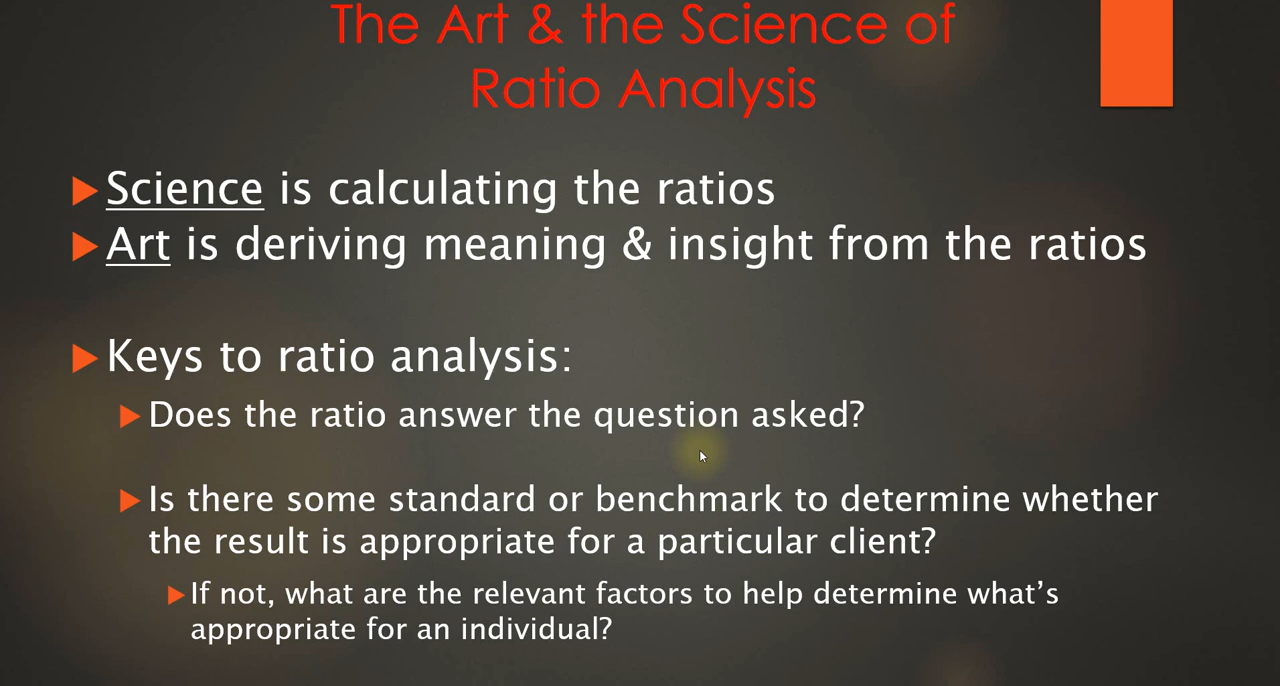 The Art & the Science of
Ratio Analysis
Science is calculating the ratios
Art is deriving meaning & insight from the ratios
Keys to ratio analysis:
Does the ratio answer the question asked?
Is there some standard or benchmark to determine whether
the result is appropriate for a particular client?
If not, what are the relevant factors to help determine what’s
appropriate for an individual?